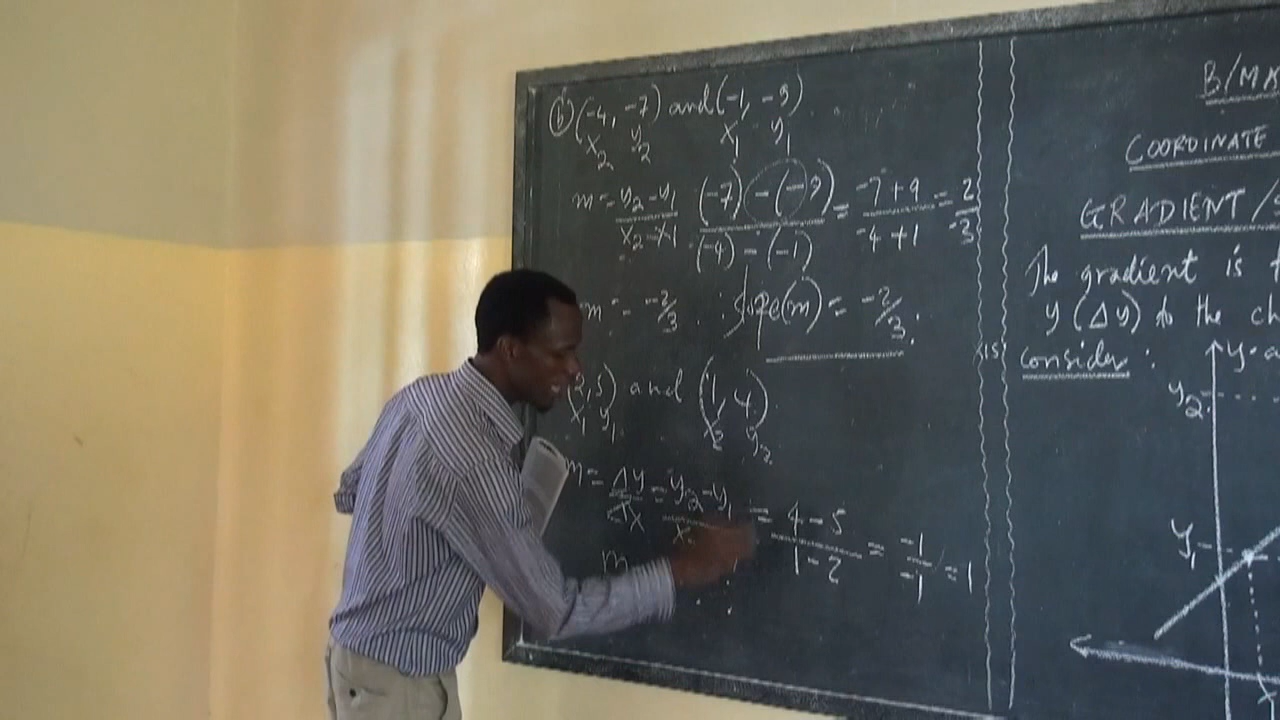 (b) (-4, -7) and (-1, -9)
x2 y2 x1 y1
m = y2 - y1 / x2 - x1 (-7) - (-9) / (-4) - (-1) = -7 + 9 / -4 + 1 = 2 / -3
m = -2/3 ∴ slope(m) = -2/3.
(2, 5) and (1, 4).
x1 y1 x2 y2
m = Δy / Δx = y2 - y1 / x = 4 - 5 / 1 - 2 = -1 / -1 = 1
m
B/MA
COORDINATE
GRADIENT /
The gradient is
y (Δy) to the
is
consider :
y-a
y2
y1